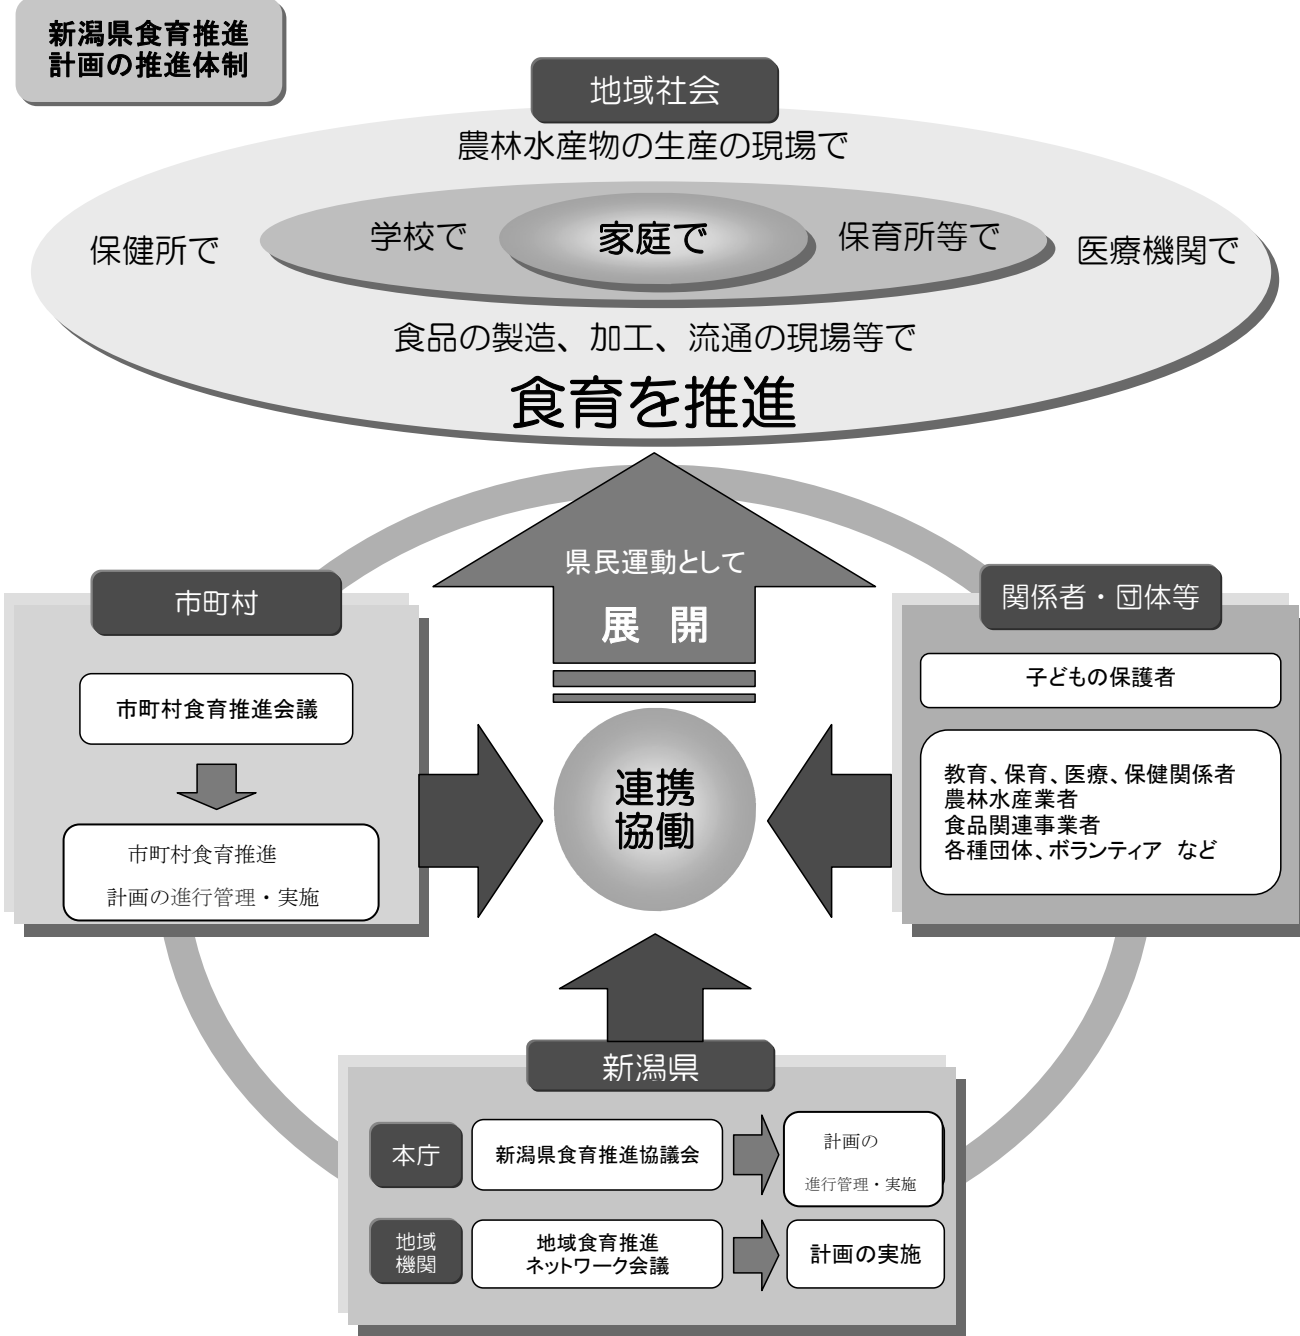 新潟県食育推進
計画の推進体制
地域社会
農林水産物の生産の現場で
保健所で
学校で
家庭で
保育所等で
医療機関で
食品の製造、加工、流通の現場等で
食育を推進
県民運動として
展 開
市町村
市町村食育推進会議
市町村食育推進
計画の進行管理・実施
連携
協働
関係者・団体等
子どもの保護者
教育、保育、医療、保健関係者
農林水産業者
食品関連事業者
各種団体、ボランティア など
新潟県
本庁
新潟県食育推進協議会
計画の
進行管理・実施
地域
機関
地域食育推進
ネットワーク会議
計画の実施